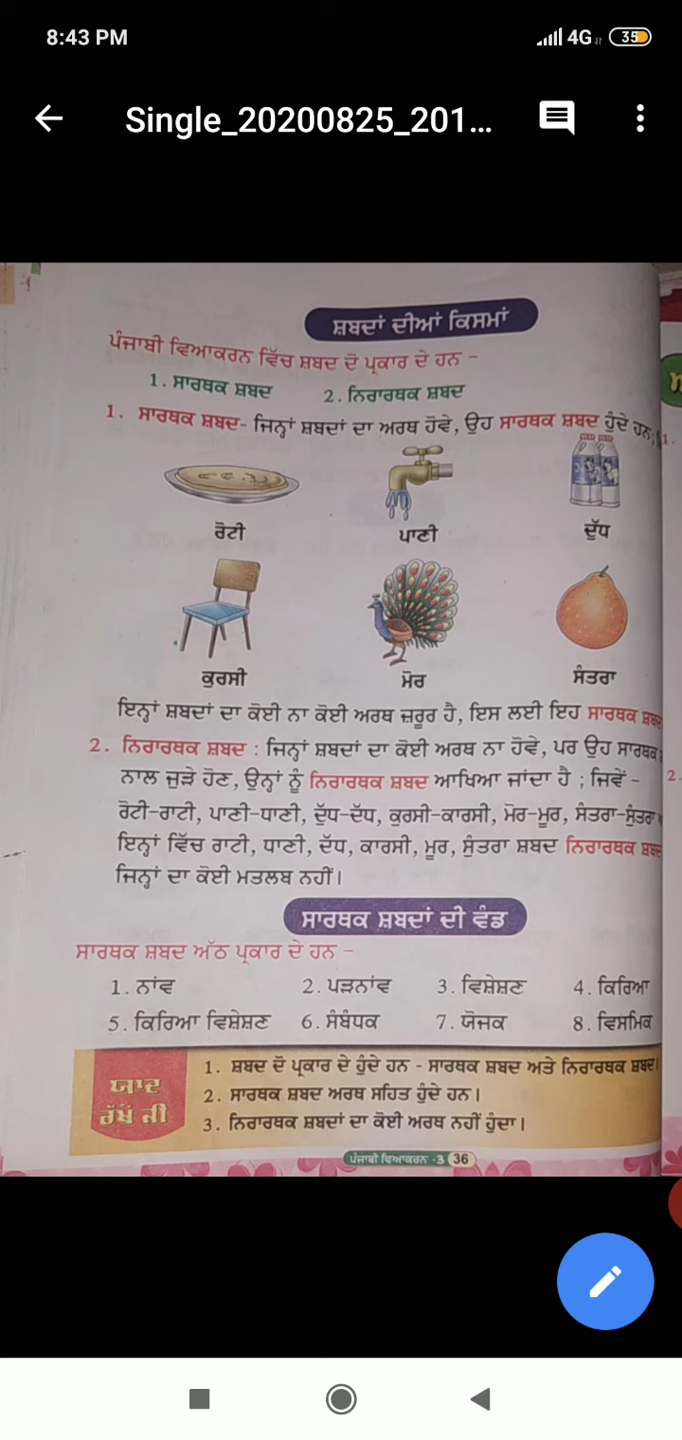 8:43 PM
4G 35
Single_20200825_201...
ਸ਼ਬਦਾਂ ਦੀਆਂ ਕਿਸਮਾਂ
ਪੰਜਾਬੀ ਵਿਆਕਰਨ ਵਿੱਚ ਸ਼ਬਦ ਦੋ ਪ੍ਰਕਾਰ ਦੇ ਹਨ -
1. ਸਾਰਥਕ ਸ਼ਬਦ 2. ਨਿਰਾਰਥਕ ਸ਼ਬਦ
1. ਸਾਰਥਕ ਸ਼ਬਦ- ਜਿਨ੍ਹਾਂ ਸ਼ਬਦਾਂ ਦਾ ਅਰਥ ਹੋਵੇ, ਉਹ ਸਾਰਥਕ ਸ਼ਬਦ ਹੁੰਦੇ ਹਨ;
1.
ਰੋਟੀ ਪਾਣੀ ਦੁੱਧ
ਕੁਰਸੀ ਮੋਰ ਸੰਤਰਾ
ਇਨ੍ਹਾਂ ਸ਼ਬਦਾਂ ਦਾ ਕੋਈ ਨਾ ਕੋਈ ਅਰਥ ਜ਼ਰੂਰ ਹੈ, ਇਸ ਲਈ ਇਹ ਸਾਰਥਕ
2. ਨਿਰਾਰਥਕ ਸ਼ਬਦ : ਜਿਨ੍ਹਾਂ ਸ਼ਬਦਾਂ ਦਾ ਕੋਈ ਅਰਥ ਨਾ ਹੋਵੇ, ਪਰ ਉਹ ਸਾਰਥਕ
ਨਾਲ ਜੁੜੇ ਹੋਣ, ਉਨ੍ਹਾਂ ਨੂੰ ਨਿਰਾਰਥਕ ਸ਼ਬਦ ਆਖਿਆ ਜਾਂਦਾ ਹੈ ; ਜਿਵੇਂ -
2.
ਰੋਟੀ-ਰਾਟੀ, ਪਾਣੀ-ਧਾਣੀ, ਦੁੱਧ-ਦੱਧ, ਕੁਰਸੀ-ਕਾਰਸੀ, ਮੋਰ-ਮੂਰ, ਸੰਤਰਾ-ਸੁੰਤਰਾ
ਇਨ੍ਹਾਂ ਵਿੱਚ ਰਾਟੀ, ਧਾਣੀ, ਦੱਧ, ਕਾਰਸੀ, ਮੂਰ, ਸੁੰਤਰਾ ਸ਼ਬਦ ਨਿਰਾਰਥਕ
ਜਿਨ੍ਹਾਂ ਦਾ ਕੋਈ ਮਤਲਬ ਨਹੀਂ।
ਸਾਰਥਕ ਸ਼ਬਦਾਂ ਦੀ ਵੰਡ
ਸਾਰਥਕ ਸ਼ਬਦ ਅੱਠ ਪ੍ਰਕਾਰ ਦੇ ਹਨ -
1. ਨਾਂਵ 2. ਪੜਨਾਂਵ 3. ਵਿਸ਼ੇਸ਼ਣ 4. ਕਿਰਿਆ
5. ਕਿਰਿਆ ਵਿਸ਼ੇਸ਼ਣ 6. ਸੰਬੰਧਕ 7. ਯੋਜਕ 8. ਵਿਸਮਿਕ
ਯਾਦ
ਰੱਖੋ ਜੀ
1. ਸ਼ਬਦ ਦੋ ਪ੍ਰਕਾਰ ਦੇ ਹੁੰਦੇ ਹਨ - ਸਾਰਥਕ ਸ਼ਬਦ ਅਤੇ ਨਿਰਾਰਥਕ ਸ਼ਬਦ।
2. ਸਾਰਥਕ ਸ਼ਬਦ ਅਰਥ ਸਹਿਤ ਹੁੰਦੇ ਹਨ।
3. ਨਿਰਾਰਥਕ ਸ਼ਬਦਾਂ ਦਾ ਕੋਈ ਅਰਥ ਨਹੀਂ ਹੁੰਦਾ।
ਪੰਜਾਬੀ ਵਿਆਕਰਨ -3 36